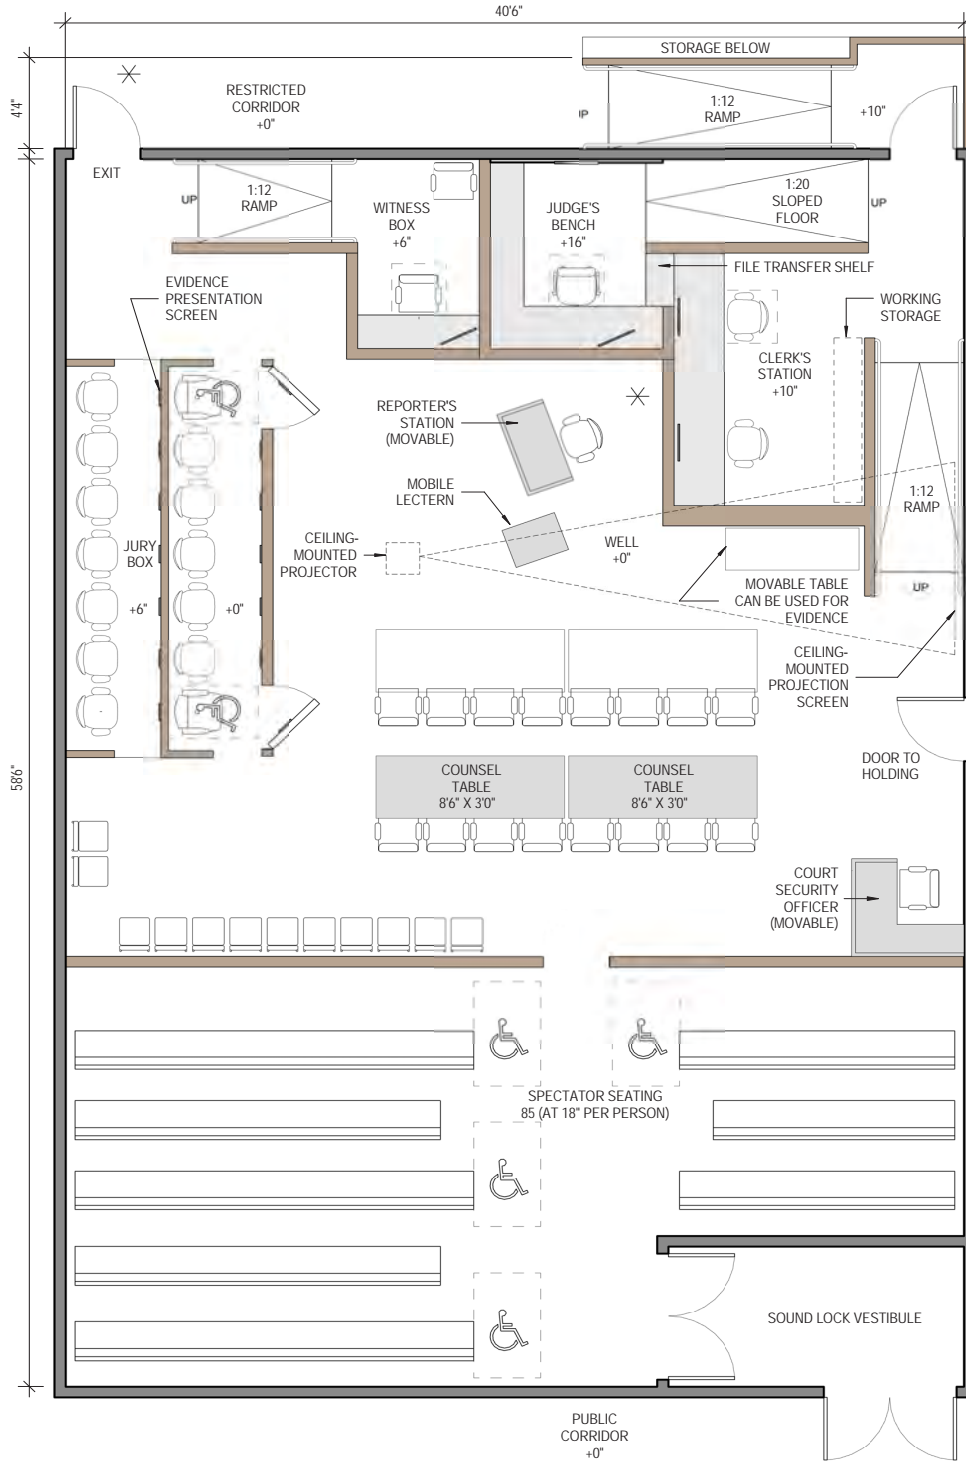 40'6"
STORAGE BELOW
4'4"
RESTRICTED
CORRIDOR
+0"
UP
1:12
RAMP
+10"
EXIT
UP
1:12
RAMP
WITNESS
BOX
+6"
JUDGE'S
BENCH
+16"
1:20
SLOPED
FLOOR
UP
FILE TRANSFER SHELF
EVIDENCE
PRESENTATION
SCREEN
WORKING
STORAGE
CLERK'S
STATION
+10"
REPORTER'S
STATION
(MOVABLE)
MOBILE
LECTERN
1:12
RAMP
CEILING-
MOUNTED
PROJECTOR
WELL
+0"
JURY
BOX
+6"
+0"
UP
MOVABLE TABLE
CAN BE USED FOR
EVIDENCE
CEILING-
MOUNTED
PROJECTION
SCREEN
58'6"
COUNSEL
TABLE
8'6" X 3'0"
COUNSEL
TABLE
8'6" X 3'0"
DOOR TO
HOLDING
COURT
SECURITY
OFFICER
(MOVABLE)
SPECTATOR SEATING
85 (AT 18" PER PERSON)
SOUND LOCK VESTIBULE
PUBLIC
CORRIDOR
+0"